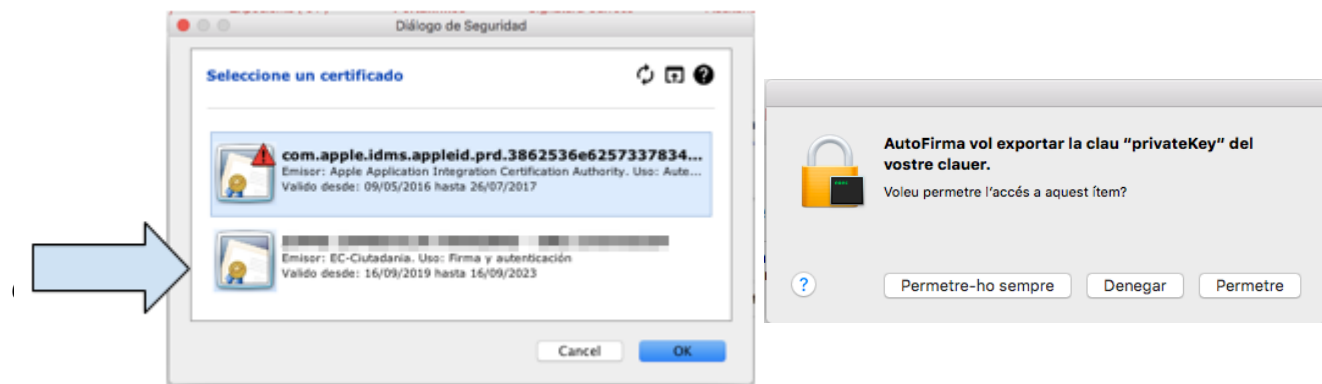 Diálogo de Seguridad
Seleccione un certificado
com.apple.idms.appleid.prd.3862536e6257337834...
Emisor: Apple Application Integration Certification Authority. Uso: Aute...
Valido desde: 09/05/2016 hasta 26/07/2017
Emisor: EC-Ciutadania. Uso: Firma y autenticación
Valido desde: 16/09/2019 hasta 16/09/2023
Cancel
OK
AutoFirma vol exportar la clau “privateKey” del
vostre clauer.
Voleu permetre l’accés a aquest ítem?
?
Permetre-ho sempre
Denegar
Permetre